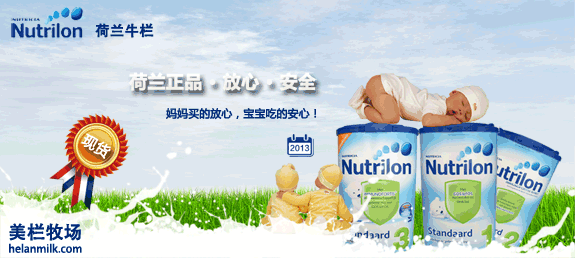 NUTRICIA
Nutrilon 荷兰牛栏
荷兰正品·放心·安全
妈妈买的放心，宝宝吃的安心！
现货
2013
Nutrilon
Standaard 3
Nutrilon
Standaard 1
Nutrilon
Standaard 2
美栏牧场
helanmilk.com